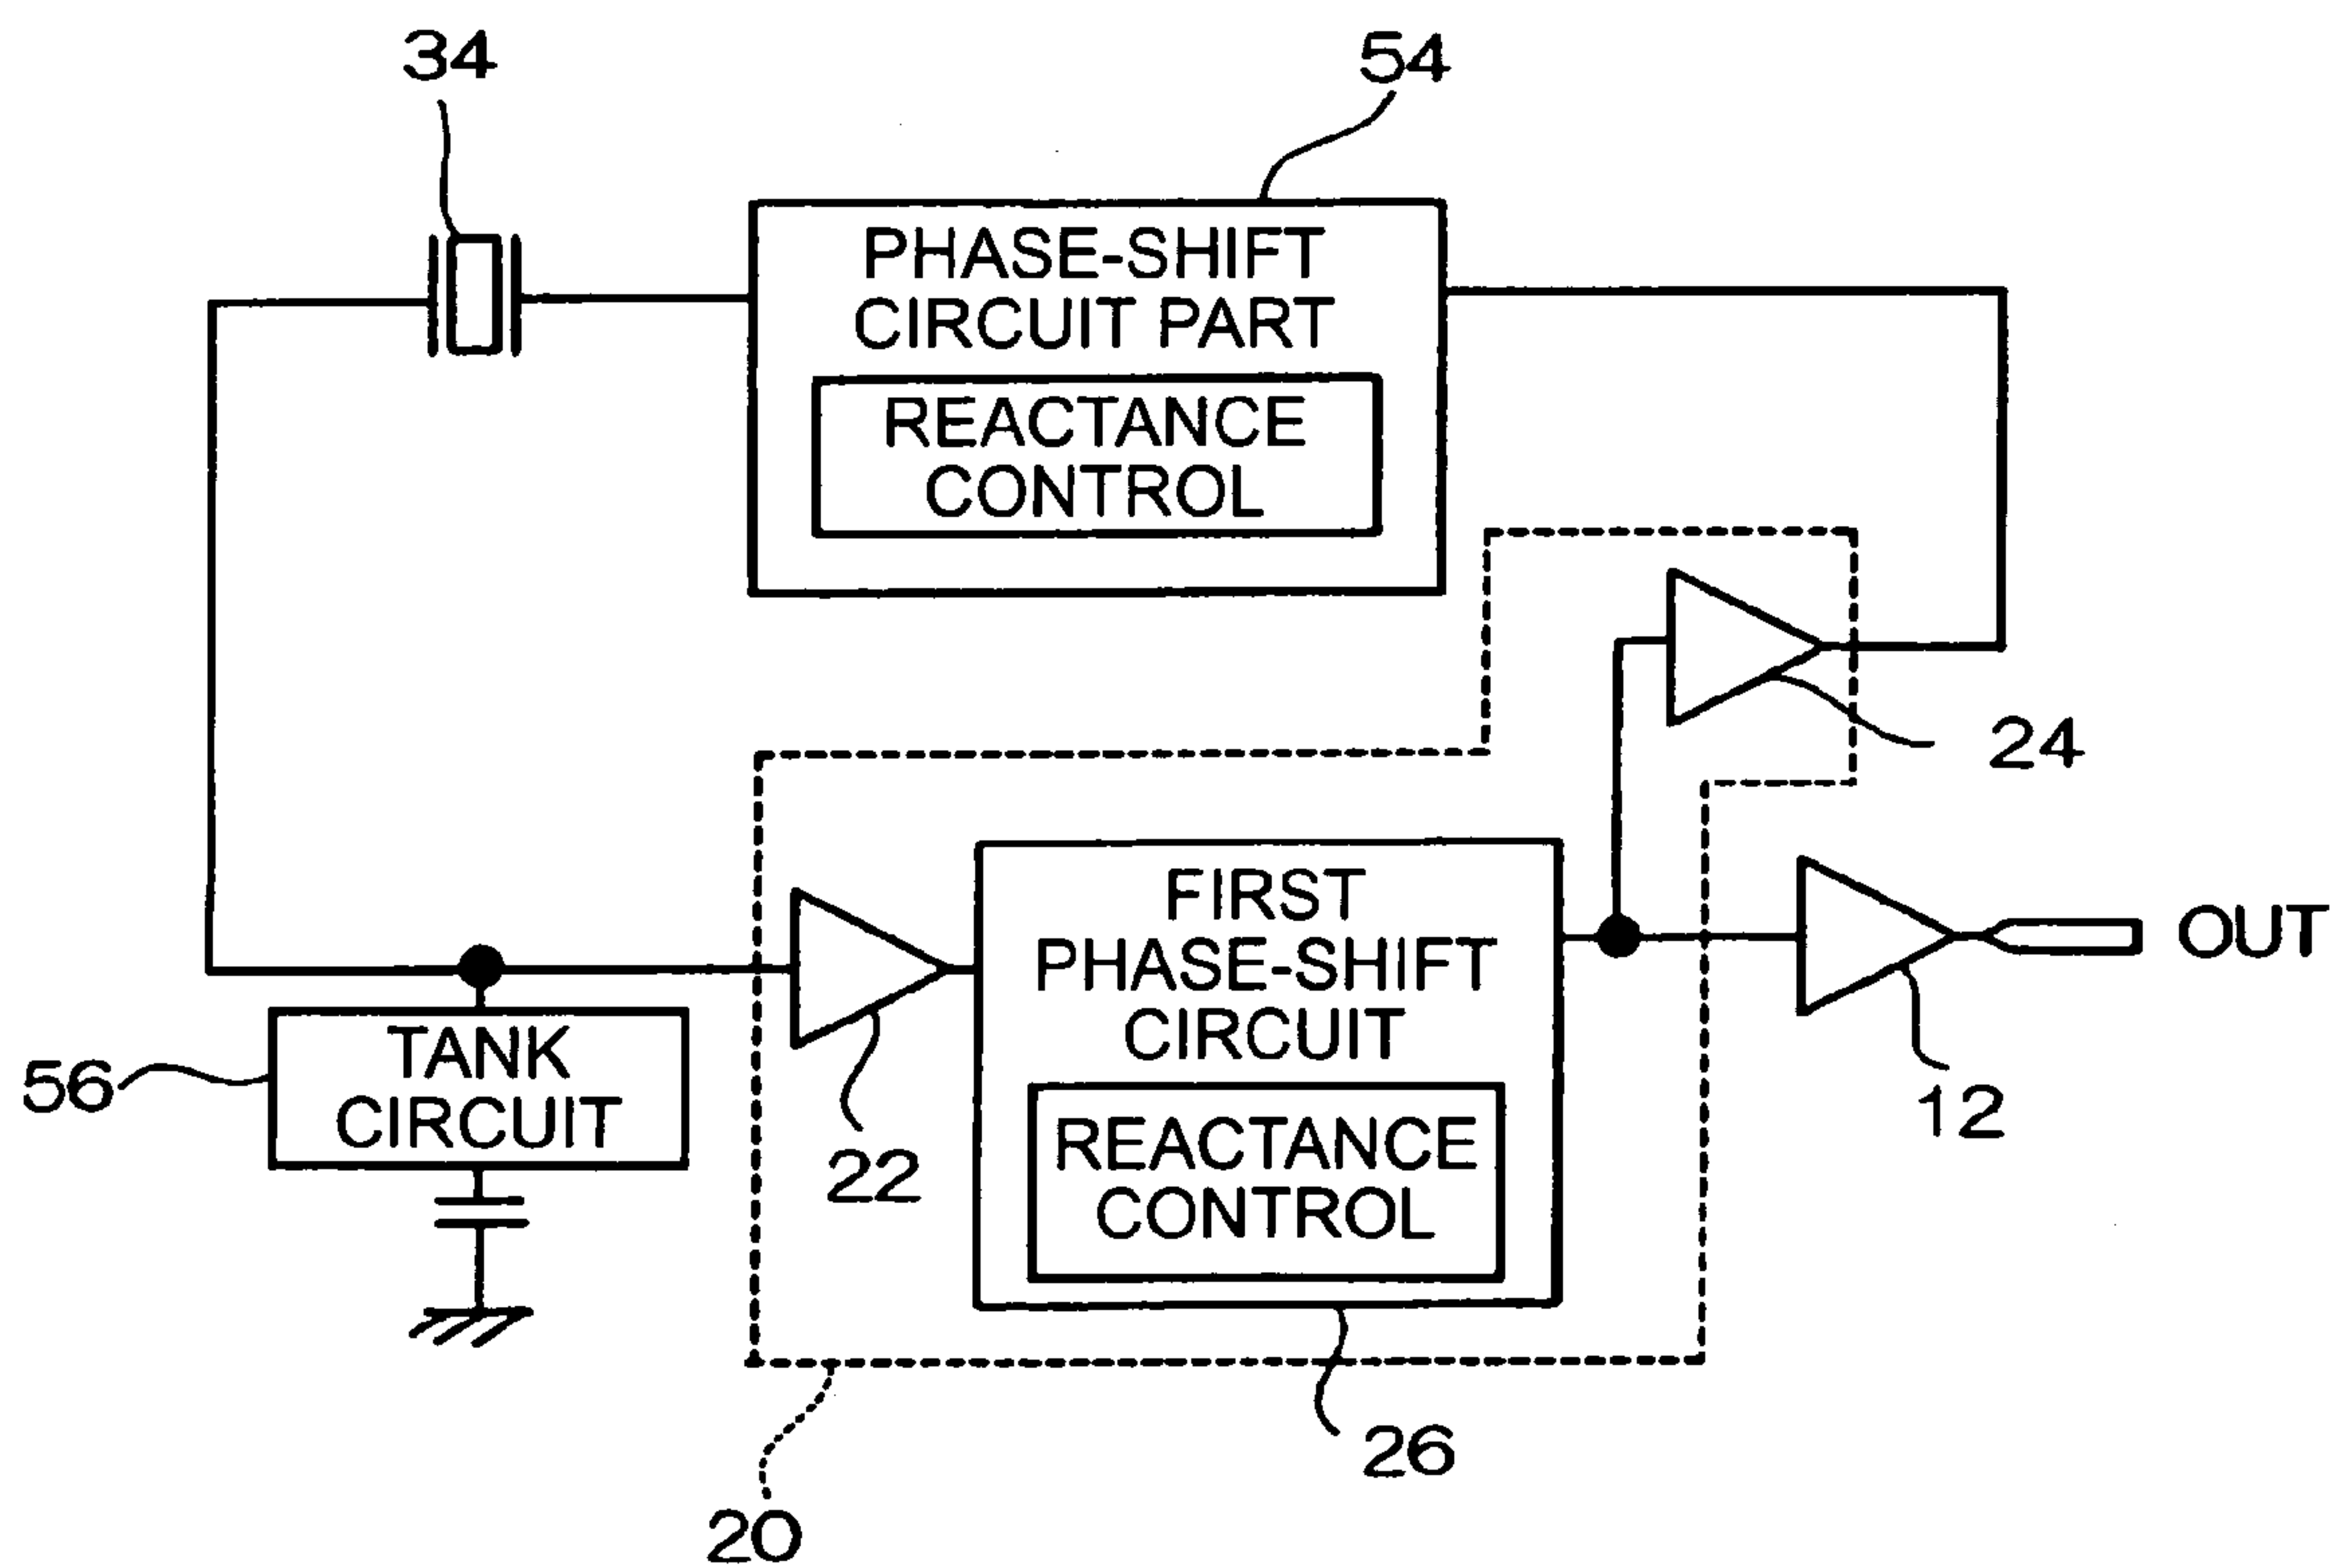 34
54
PHASE-SHIFT
CIRCUIT PART
REACTANCE
CONTROL
24
FIRST
PHASE-SHIFT
CIRCUIT
OUT
TANK
CIRCUIT
56
REACTANCE
CONTROL
22
12
26
20